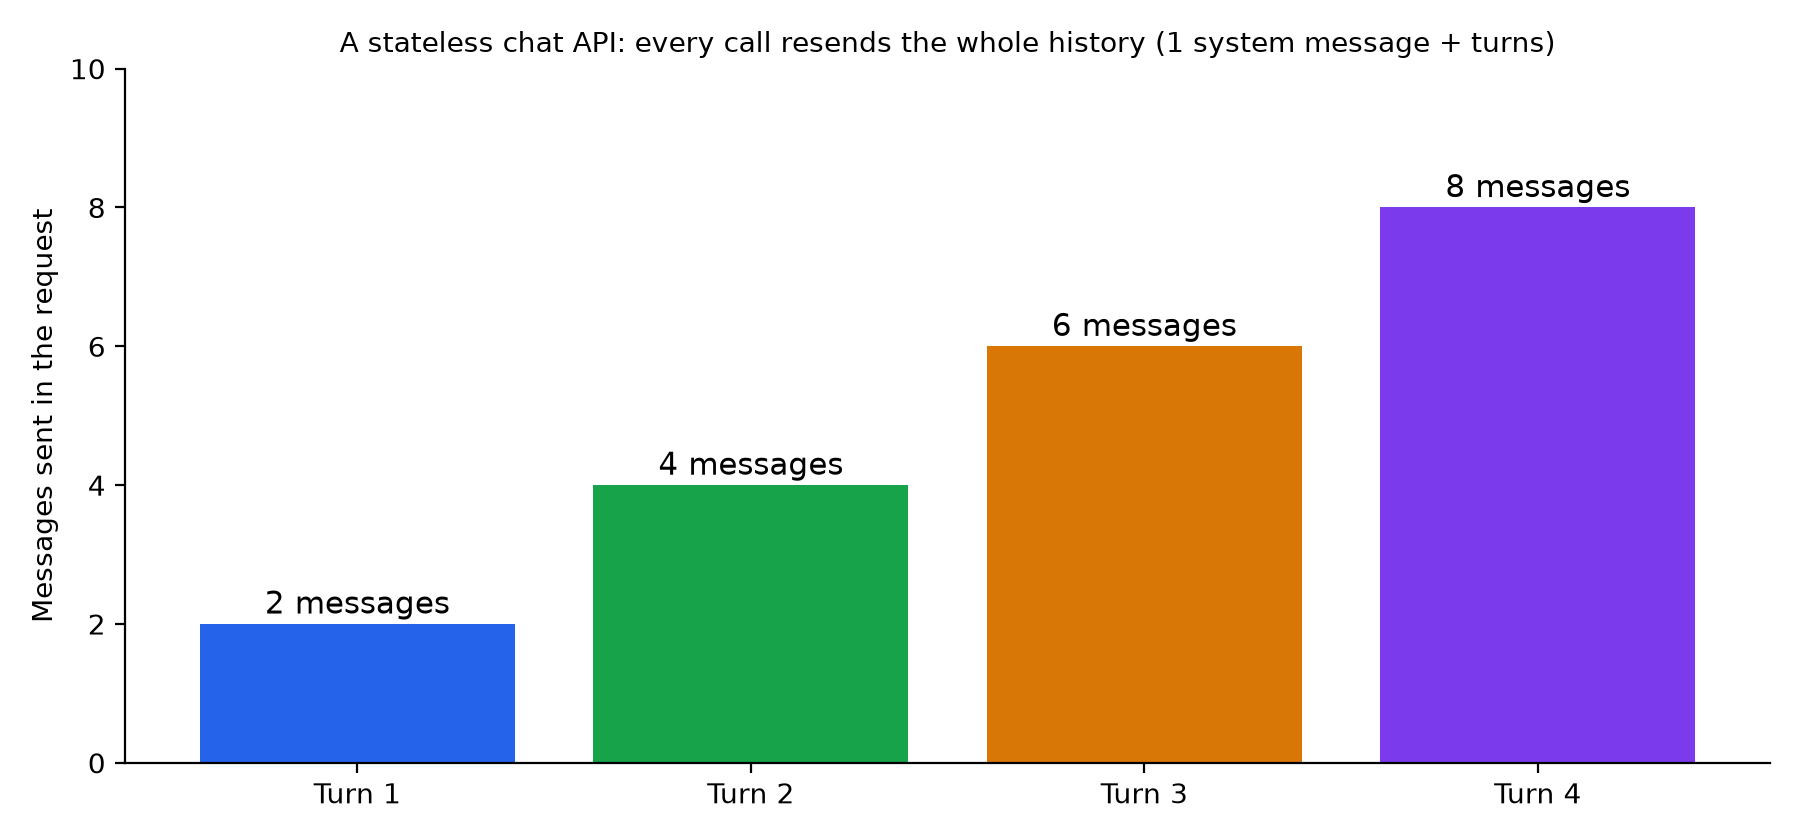 A stateless chat API: every call resends the whole history (1 system message + turns)
Messages sent in the request
10
8
6
4
2
0
2 messages
4 messages
6 messages
8 messages
Turn 1
Turn 2
Turn 3
Turn 4